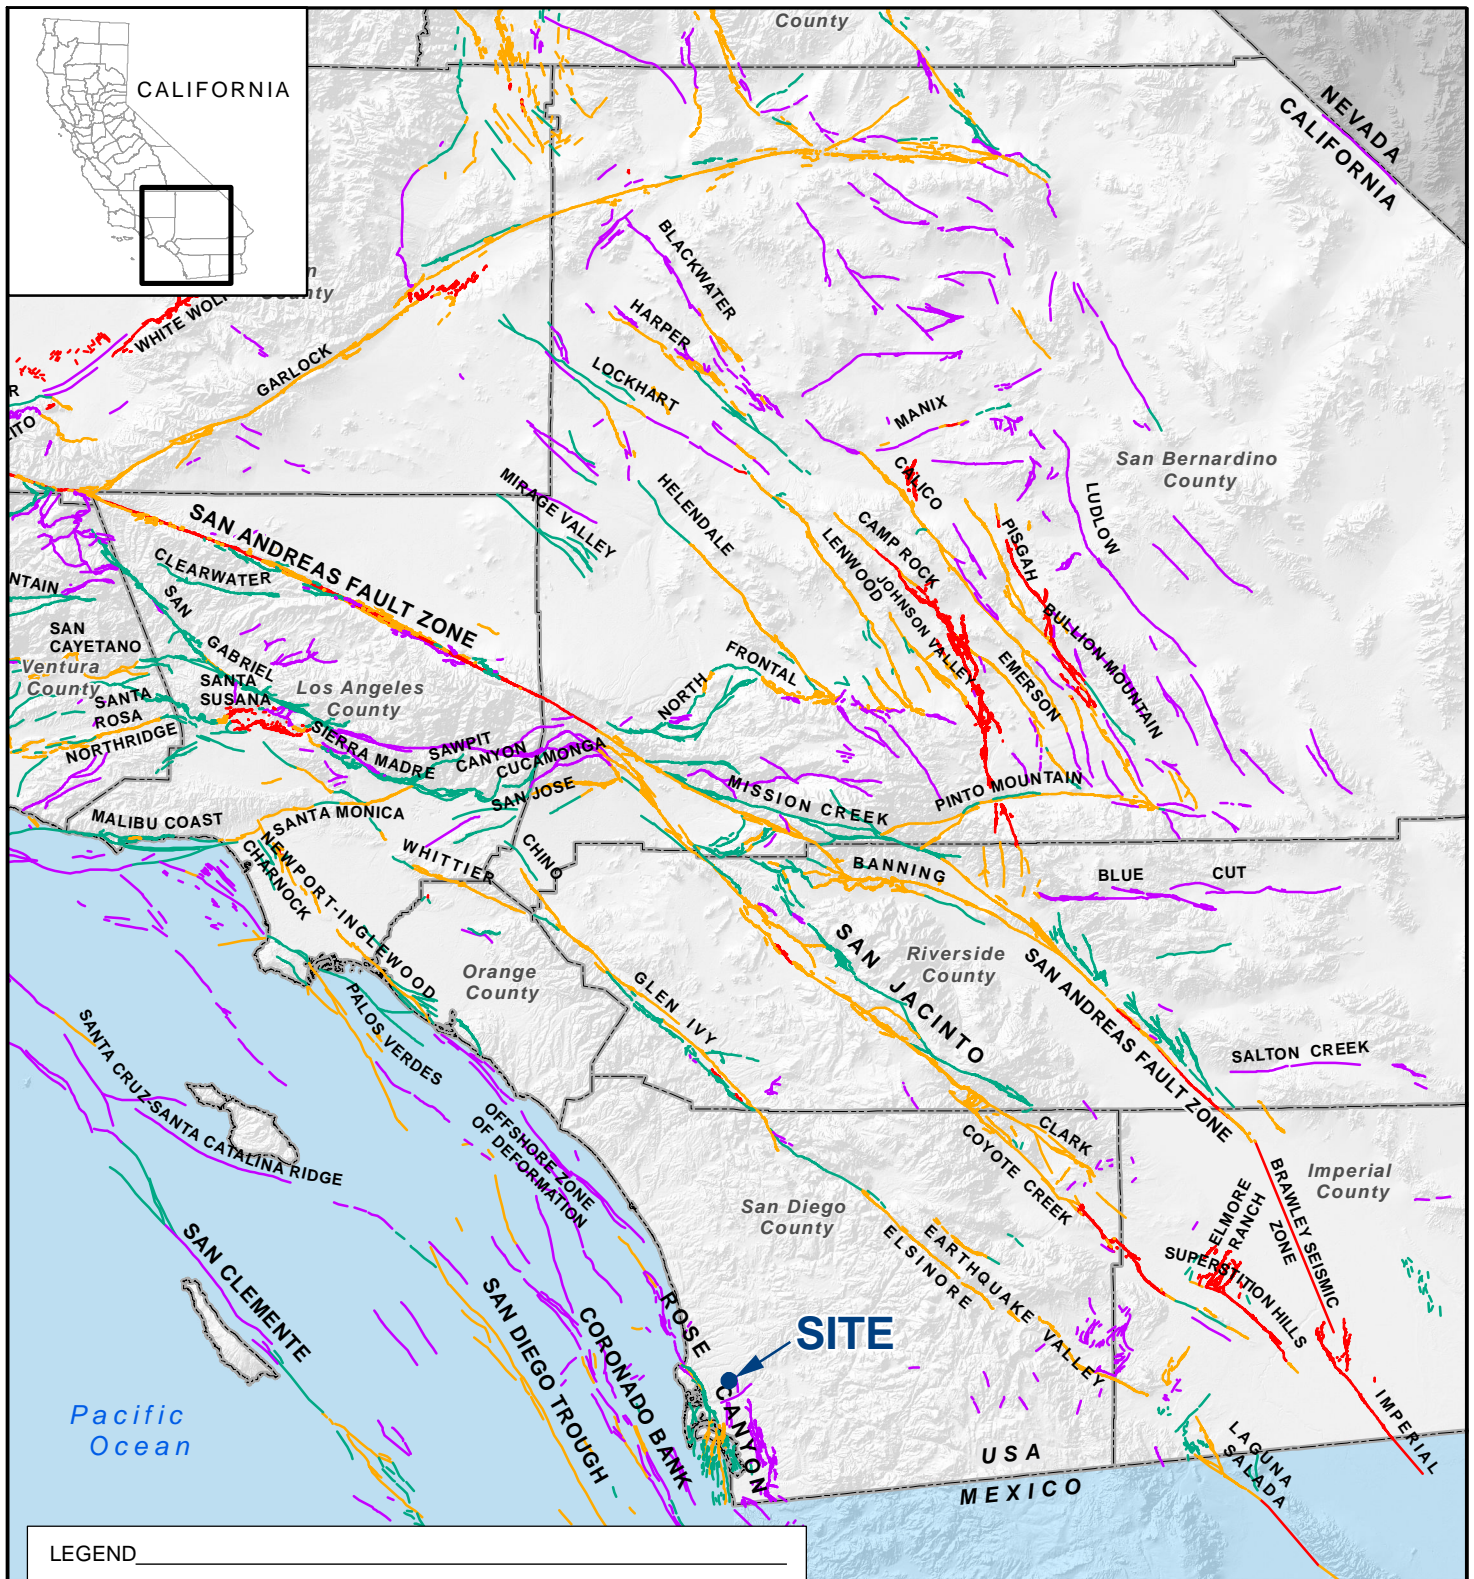 County
CALIFORNIA
NEVADA
CALIFORNIA
WHITE WOLF
GARLOCK
BLACKWATER
HARPER
LOCKHART
MANIX
CALICO
San Bernardino
County
LUDLOW
MIRAGE VALLEY
HELENDALE
CAMP ROCK
LENWOOD
JOHNSON VALLEY
PISGAH
BULLION MOUNTAIN
EMERSON
SAN ANDREAS FAULT ZONE
CLEARWATER
SAN
GABRIEL
NTAIN
SAN
CAYETANO
Ventura
County
SANTA
SUSANA
Los Angeles
County
SANTA
ROSA
NORTHRIDGE
SIERRA MADRE
SAWPIT
CANYON
CUCAMONGA
SAN JOSE
NORTH
FRONTAL
MISSION CREEK
PINTO MOUNTAIN
MALIBU COAST
SANTA MONICA
NEWPORT-INGLEWOOD
CHARNOCK
WHITTIER
CHINO
BANNING
BLUE CUT
SAN JACINTO
Riverside
County
SAN ANDREAS FAULT ZONE
Orange
County
GLEN IVY
PALOS VERDES
SALTON CREEK
SANTA CRUZ-SANTA CATALINA RIDGE
OFFSHORE ZONE
OF DEFORMATION
CLARK
COYOTE CREEK
San Diego
County
EARTHQUAKE VALLEY
ELSINORE
BRAWLEY SEISMIC
ZONE
Imperial
County
ELMORE
RANCH
SUPERSTITION HILLS
SAN CLEMENTE
SAN DIEGO TROUGH
CORONADO BANK
ROSE
CANYON
SITE
IMPERIAL
LAGUNA
SALADA
Pacific
Ocean
USA
MEXICO
LEGEND